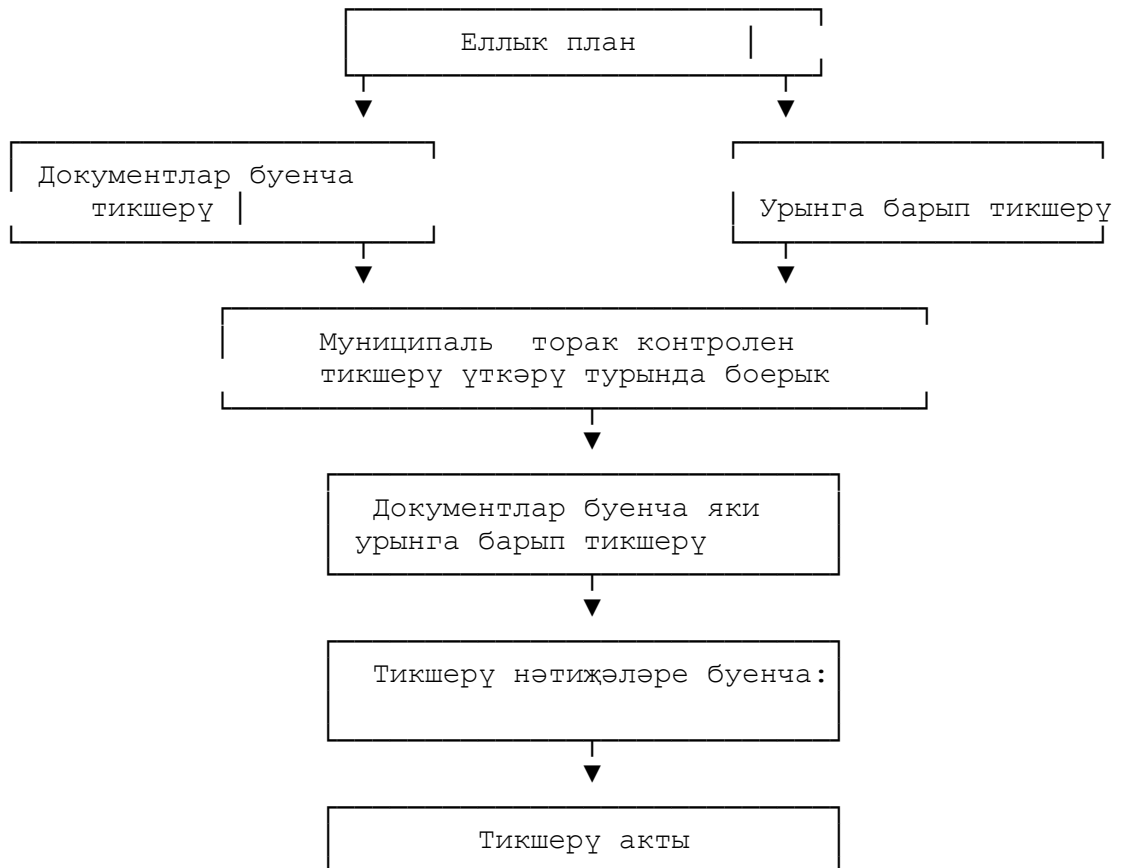 Еллык план
Документлар буенча
тикшерү
Урынга барып тикшерү
Муниципаль торак контролен
тикшерү үткәрү турында боерык
Документлар буенча яки
урынга барып тикшерү
Тикшерү нәтиҗәләре буенча:
Тикшерү акты